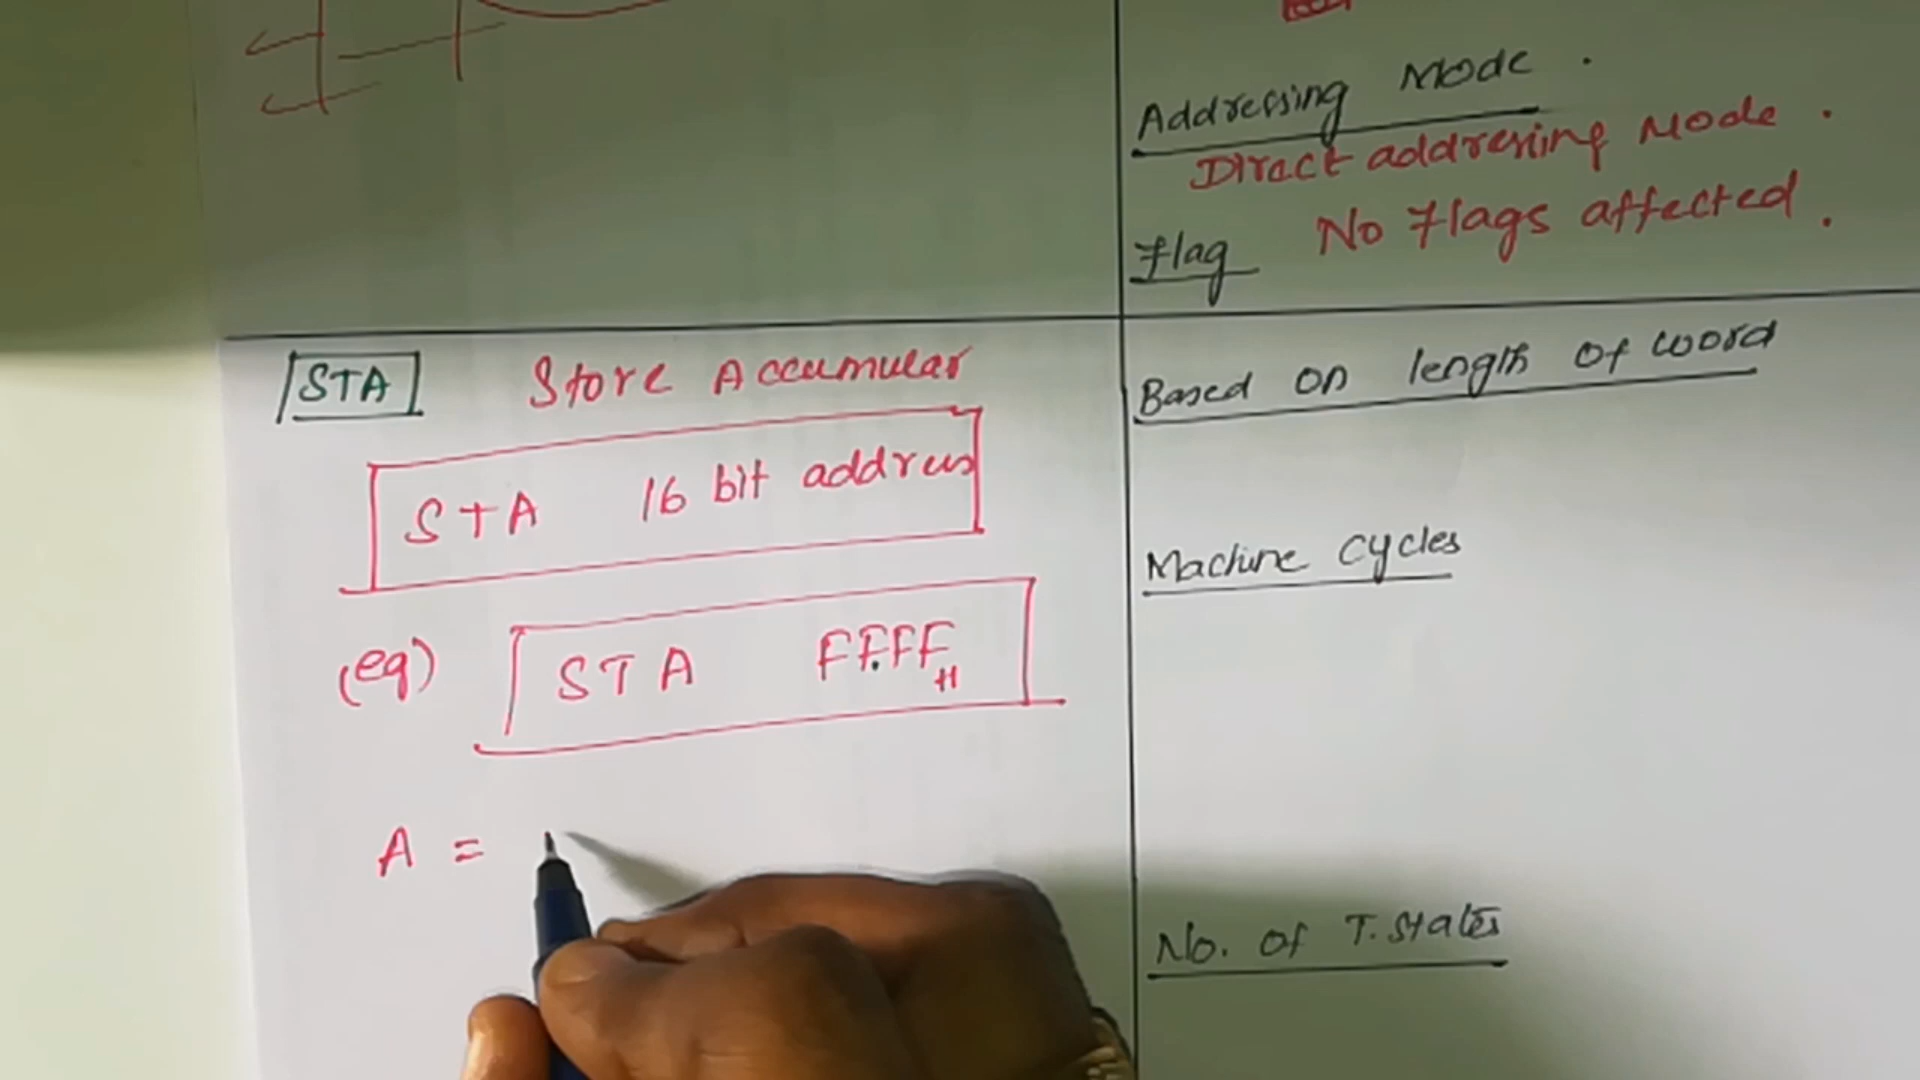 Addressing Mode .
Direct addressing Mode .
Flag No Flags affected .
STA Store Accumular
STA 16 bit address
(eg) STA FFFFH
A =
Based on length of word
Machine Cycles
No. of T. states